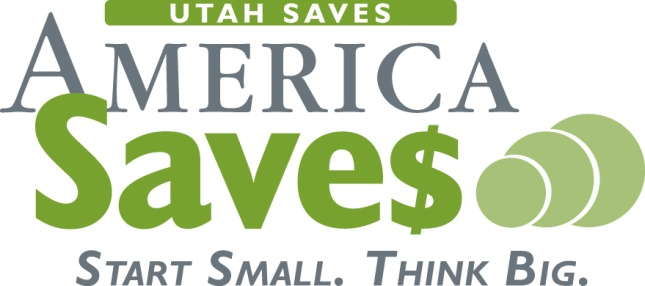 UTAH SAVES
AMERICA
Save$
START SMALL. THINK BIG.